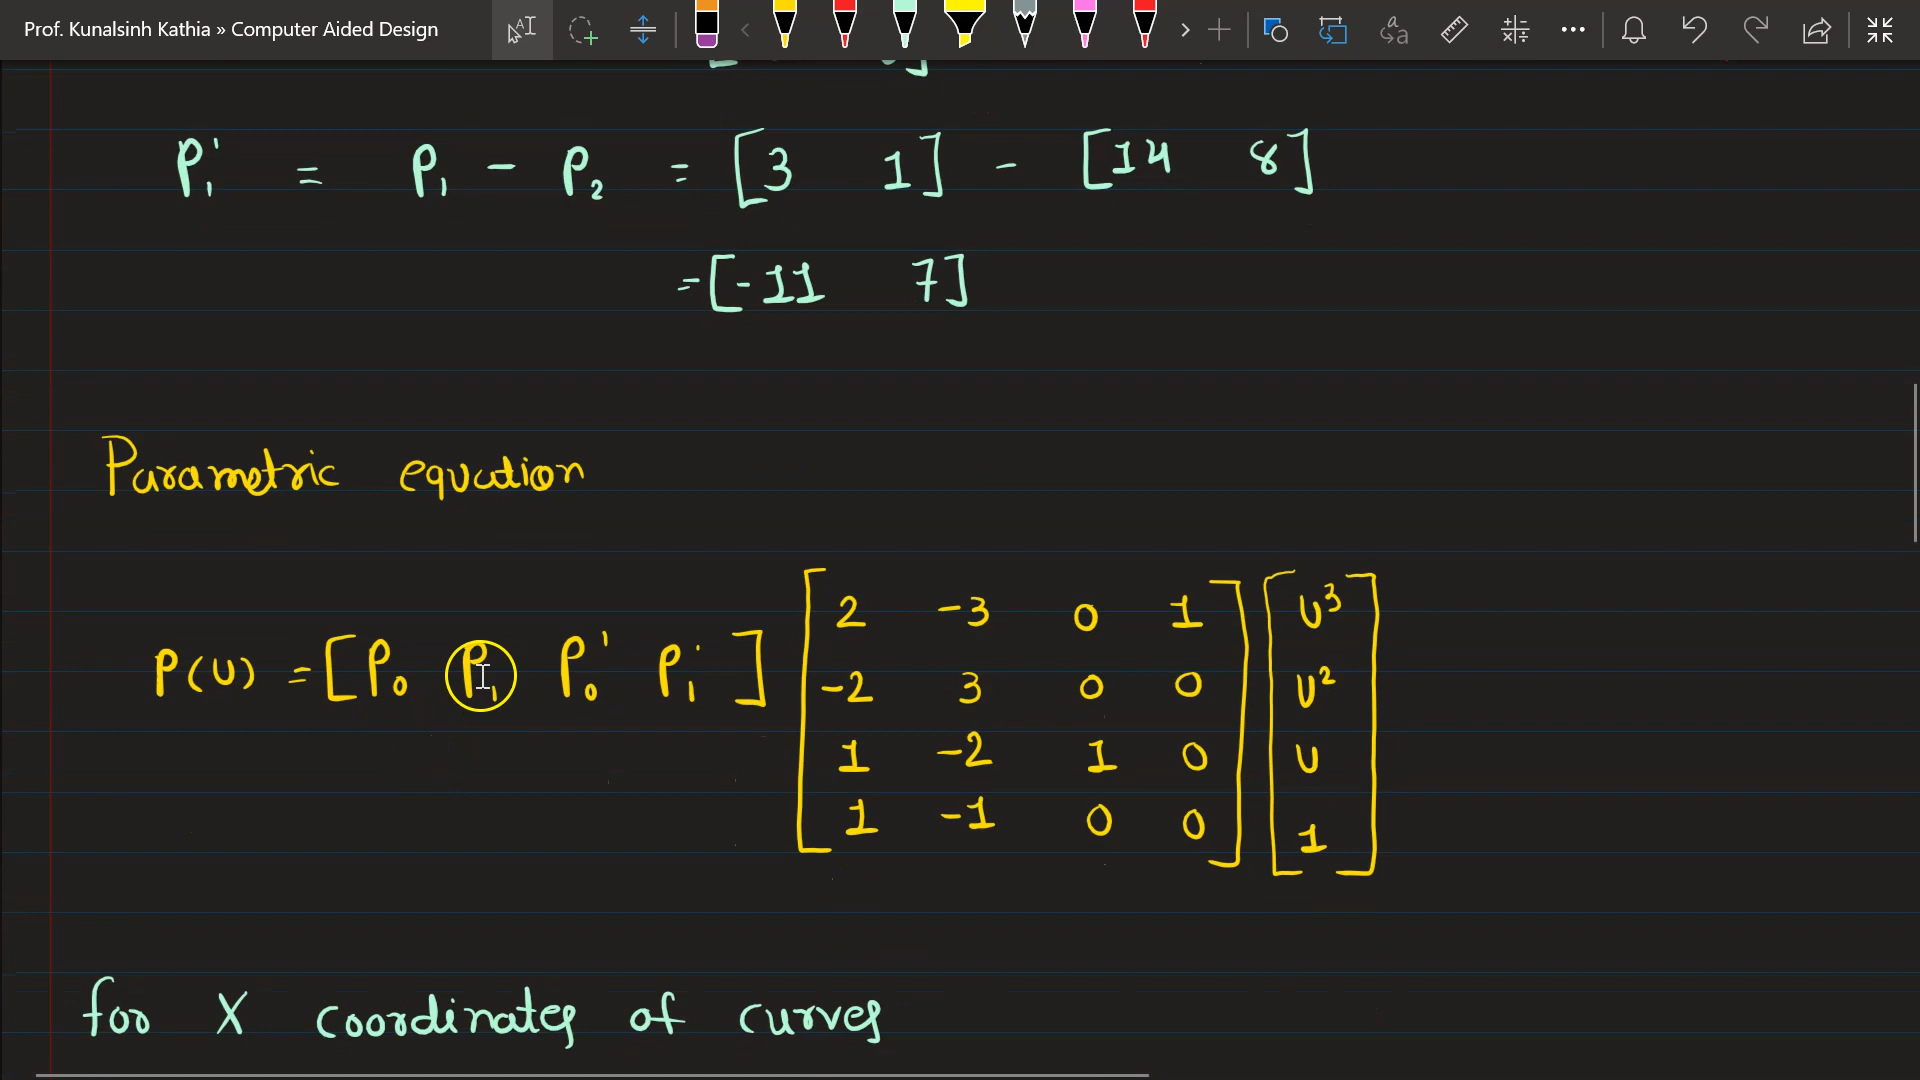 Prof. Kunalsinh Kathia » Computer Aided Design
P₁' = P₁ - P₂ = [3 1] - [14 8]
= [-11 7]
Parametric equation
P(U) = [P₀ P₁ P₀' P₁']
2 -3 0 1
-2 3 0 0
1 -2 1 0
1 -1 0 0
U³
U²
U
1
for X coordinates of curves